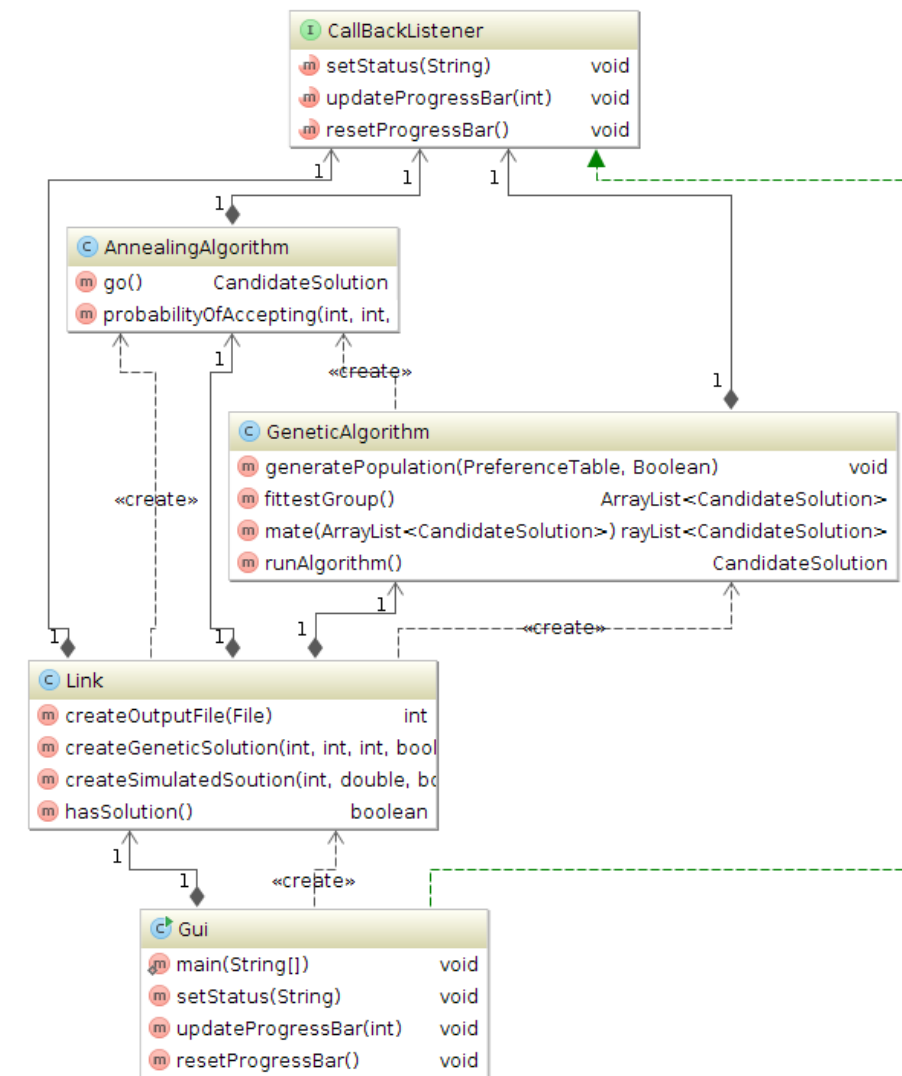 I CallBackListener
m setStatus(String) void
m updateProgressBar(int) void
m resetProgressBar() void
1 1 1
1
C AnnealingAlgorithm
m go() CandidateSolution
m probabilityOfAccepting(int, int,
1
«create»
1
C GeneticAlgorithm
m generatePopulation(PreferenceTable, Boolean) void
m fittestGroup() ArrayList<CandidateSolution>
m mate(ArrayList<CandidateSolution>) rayList<CandidateSolution>
m runAlgorithm() CandidateSolution
«create»
1
1 1 1 «create»
C Link
m createOutputFile(File) int
m createGeneticSolution(int, int, int, bool
m createSimulatedSoution(int, double, bo
m hasSolution() boolean
1
1 «create»
C Gui
m main(String[]) void
m setStatus(String) void
m updateProgressBar(int) void
m resetProgressBar() void